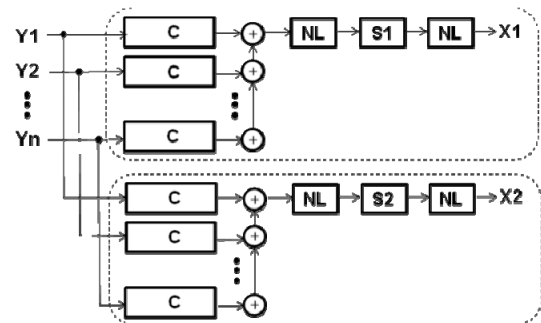 Y1 C + NL S1 NL X1
Y2 C +
Yn C +
C + NL S2 NL X2
C +
C +